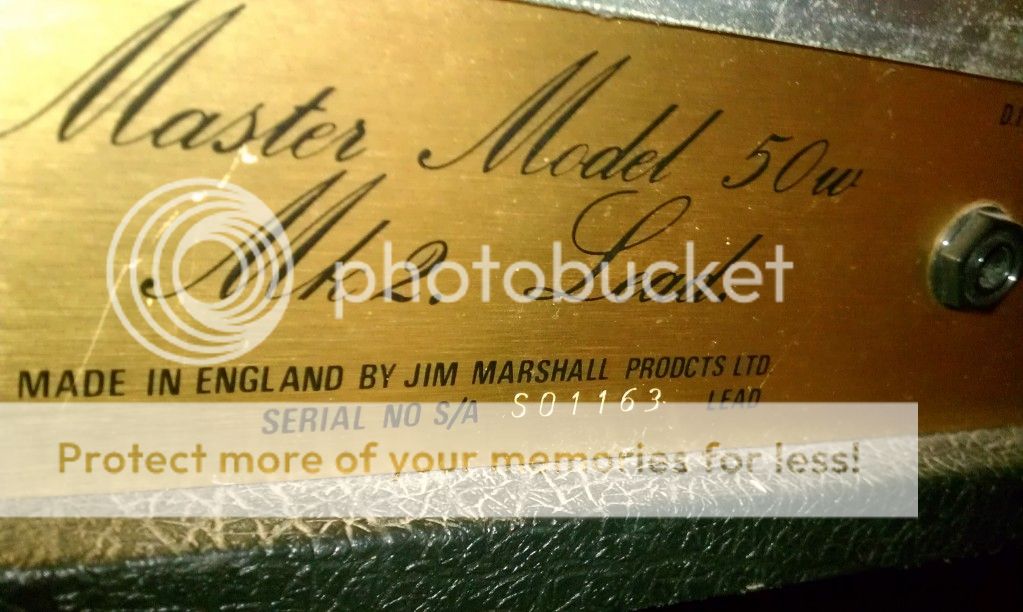 Master Model 50w
Mk2. Lead.
photobucket
MADE IN ENGLAND BY JIM MARSHALL PRODCTS LTD
SERIAL NO S/A S01163 LEAD
Protect more of your memories for less!